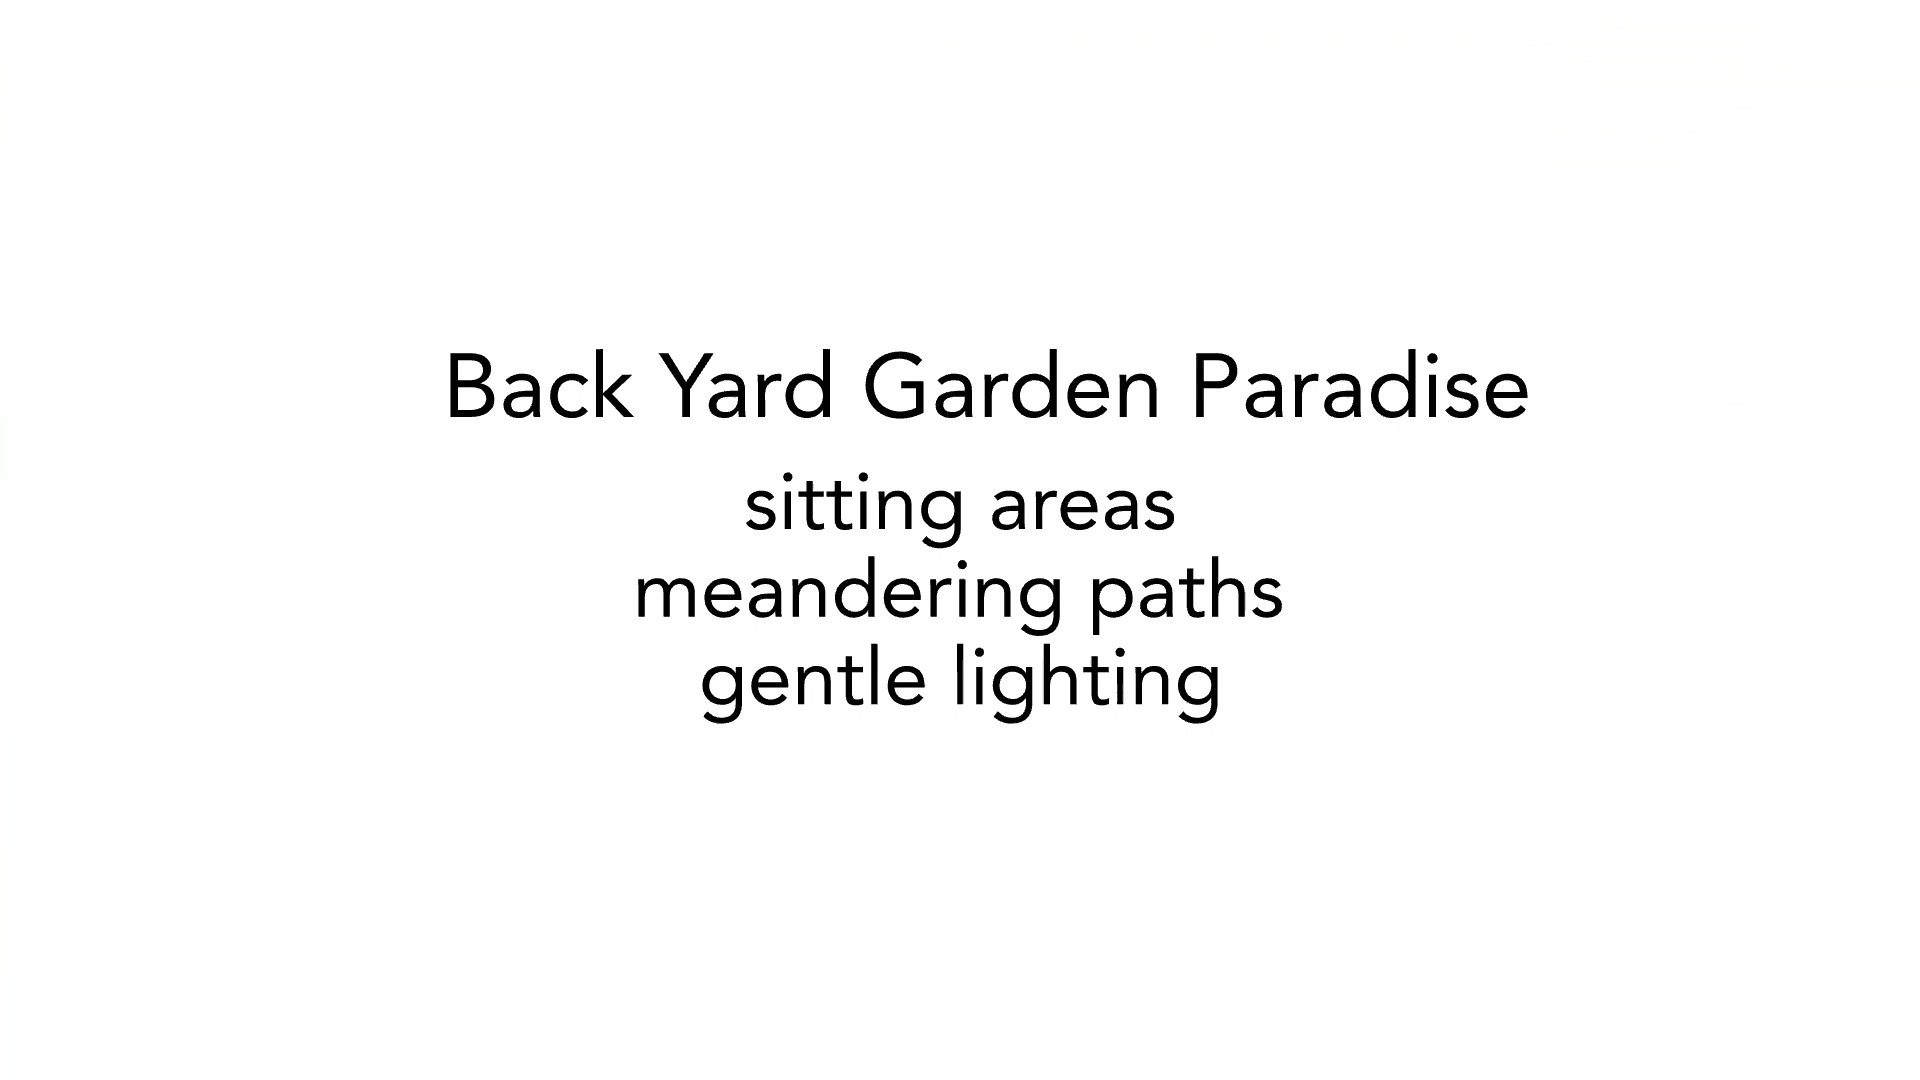 Back Yard Garden Paradise
sitting areas
meandering paths
gentle lighting